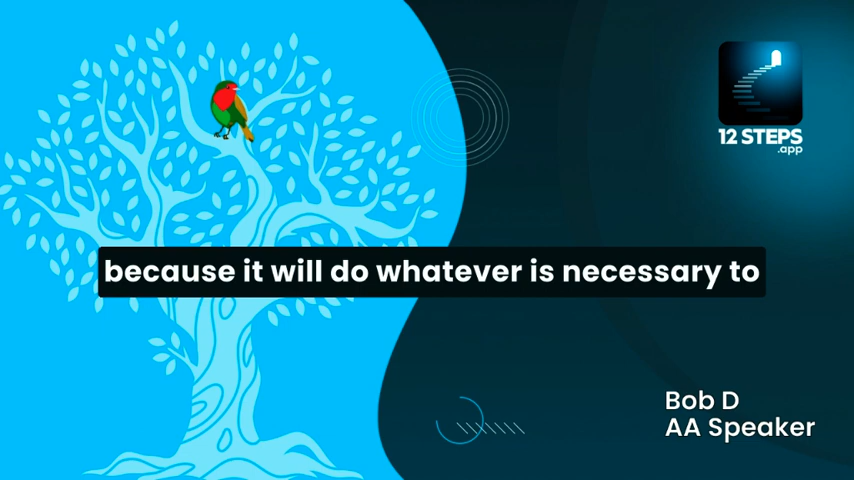 12 STEPS
.app
because it will do whatever is necessary to
Bob D
AA Speaker